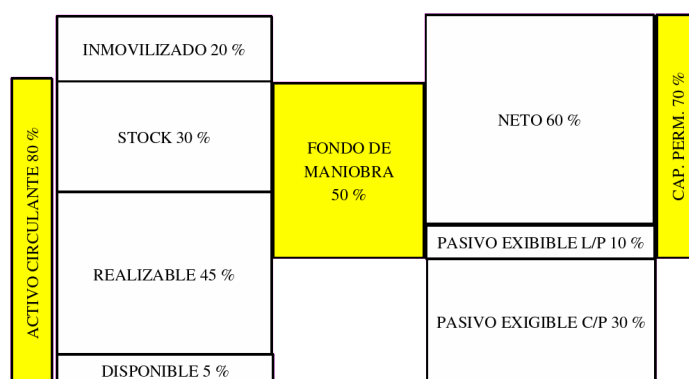 INMOVILIZADO 20 %
STOCK 30 %
REALIZABLE 45 %
DISPONIBLE 5 %
ACTIVO CIRCULANTE 80 %
FONDO DE
MANIOBRA
50 %
NETO 60 %
PASIVO EXIBIBLE L/P 10 %
PASIVO EXIGIBLE C/P 30 %
CAP. PERM. 70 %